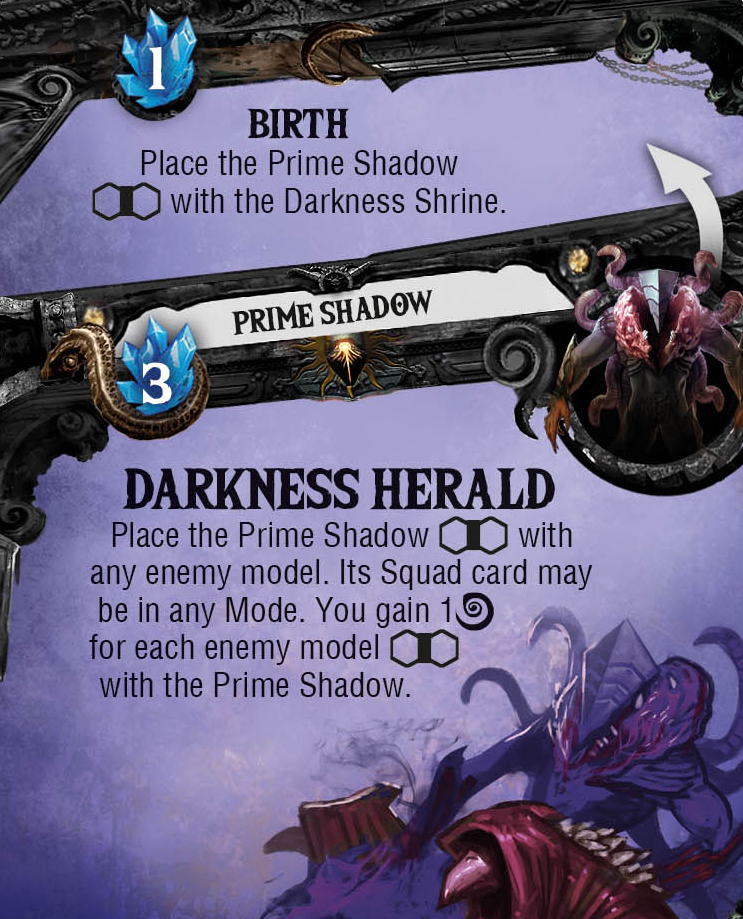 1
BIRTH
Place the Prime Shadow
with the Darkness Shrine.
PRIME SHADOW
3
DARKNESS HERALD
Place the Prime Shadow with
any enemy model. Its Squad card may
be in any Mode. You gain 1
for each enemy model
with the Prime Shadow.